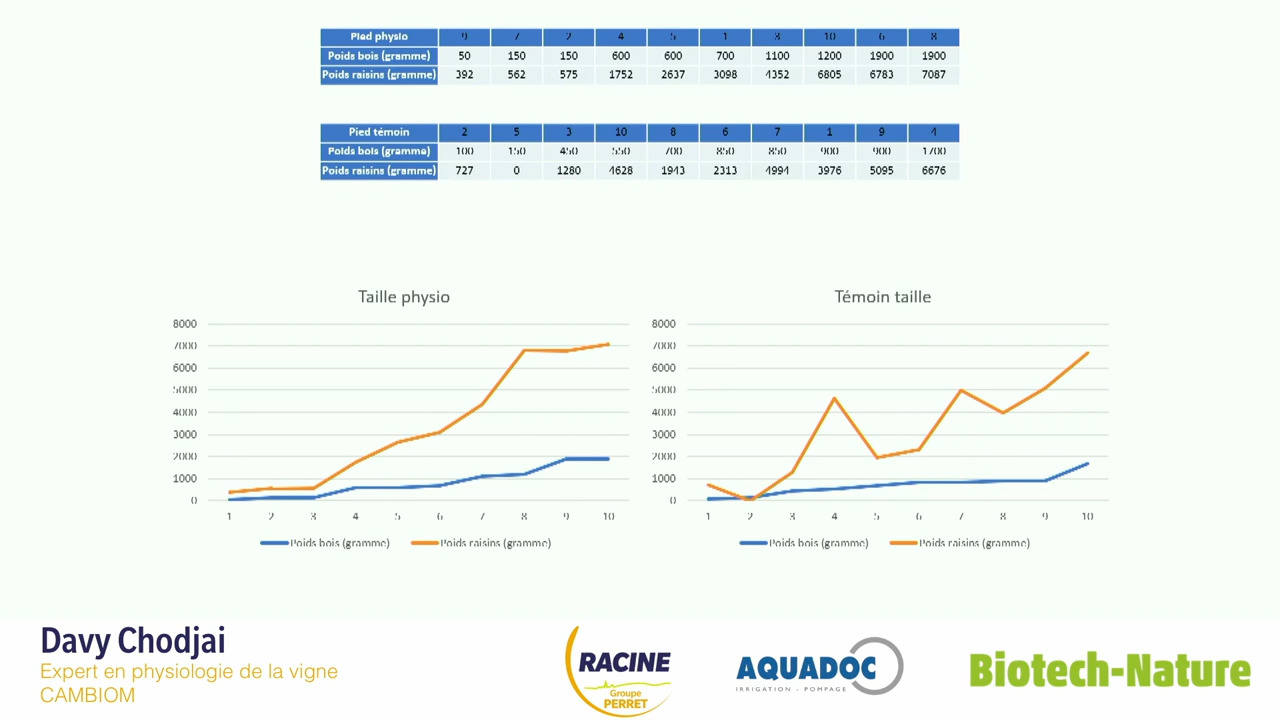 Pied physio 9 7 2 4 5 1 3 10 6 8
Poids bois (gramme) 50 150 150 600 600 700 1100 1200 1900 1900
Poids raisins (gramme) 392 562 575 1752 2637 3098 4352 6805 6783 7087
Pied témoin 2 5 3 10 8 6 7 1 9 4
Poids bois (gramme) 100 150 450 550 700 850 850 900 900 1700
Poids raisins (gramme) 727 0 1280 4628 1943 2313 4994 3976 5095 6676
Taille physio
8000
7000
6000
5000
4000
3000
2000
1000
0
1 2 3 4 5 6 7 8 9 10
Poids bois (gramme) Poids raisins (gramme)
Témoin taille
8000
7000
6000
5000
4000
3000
2000
1000
0
1 2 3 4 5 6 7 8 9 10
Poids bois (gramme) Poids raisins (gramme)
Davy Chodjai
Expert en physiologie de la vigne
CAMBIOM
RACINE
Groupe
PERRET
AQUADOC
IRRIGATION - POMPAGE
Biotech-Nature